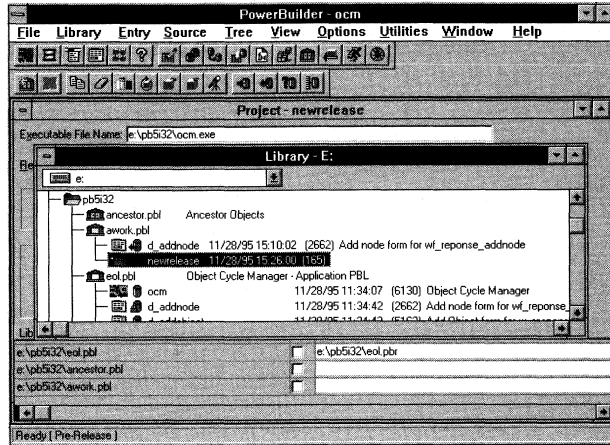 PowerBuilder - ocm
File Library Entry Source Tree View Options Utilities Window Help
Project - newrelease
Executable File Name: e:\pb5i32\ocm.exe
Re
Library - E:
e:
pb5i32
ancestor.pbl Ancestor Objects
awork.pbl
d_addnode 11/28/95 15:10:02 (2662) Add node form for wf_reponse_addnode
newrelease 11/28/95 15:26:00 (165)
eol.pbl Object Cycle Manager - Application PBL
ocm 11/28/95 11:34:07 (6130) Object Cycle Manager
d_addnode 11/28/95 11:34:42 (2662) Add node form for wf_reponse_
d_addobject
Lib
e:\pb5i32\eol.pbl e:\pb5i32\eol.pbr
e:\pb5i32\ancestor.pbl
e:\pb5i32\awork.pbl
Ready [ Pre-Release ]